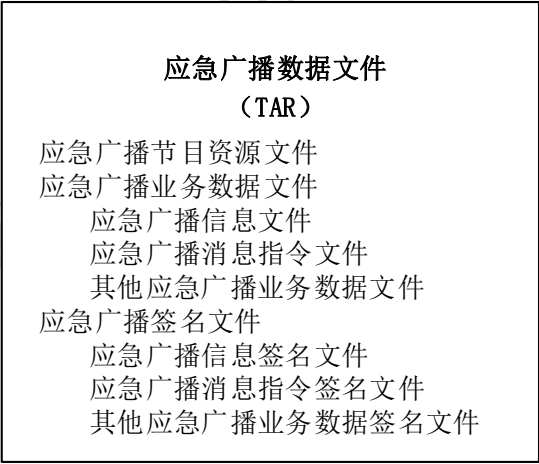 应急广播数据文件
（TAR）
应急广播节目资源文件
应急广播业务数据文件
应急广播信息文件
应急广播消息指令文件
其他应急广播业务数据文件
应急广播签名文件
应急广播信息签名文件
应急广播消息指令签名文件
其他应急广播业务数据签名文件